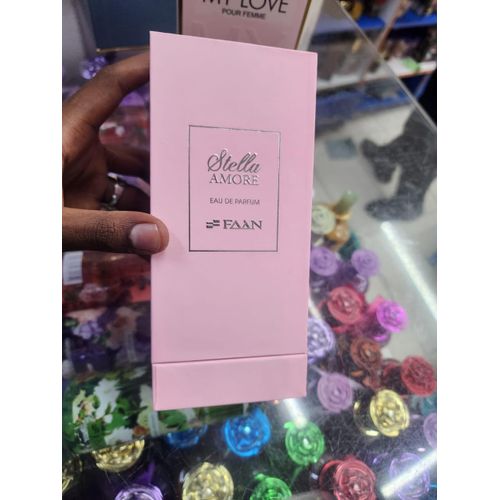 MY LOVE
POUR FEMME
Stella
AMORE
EAU DE PARFUM
FAAN